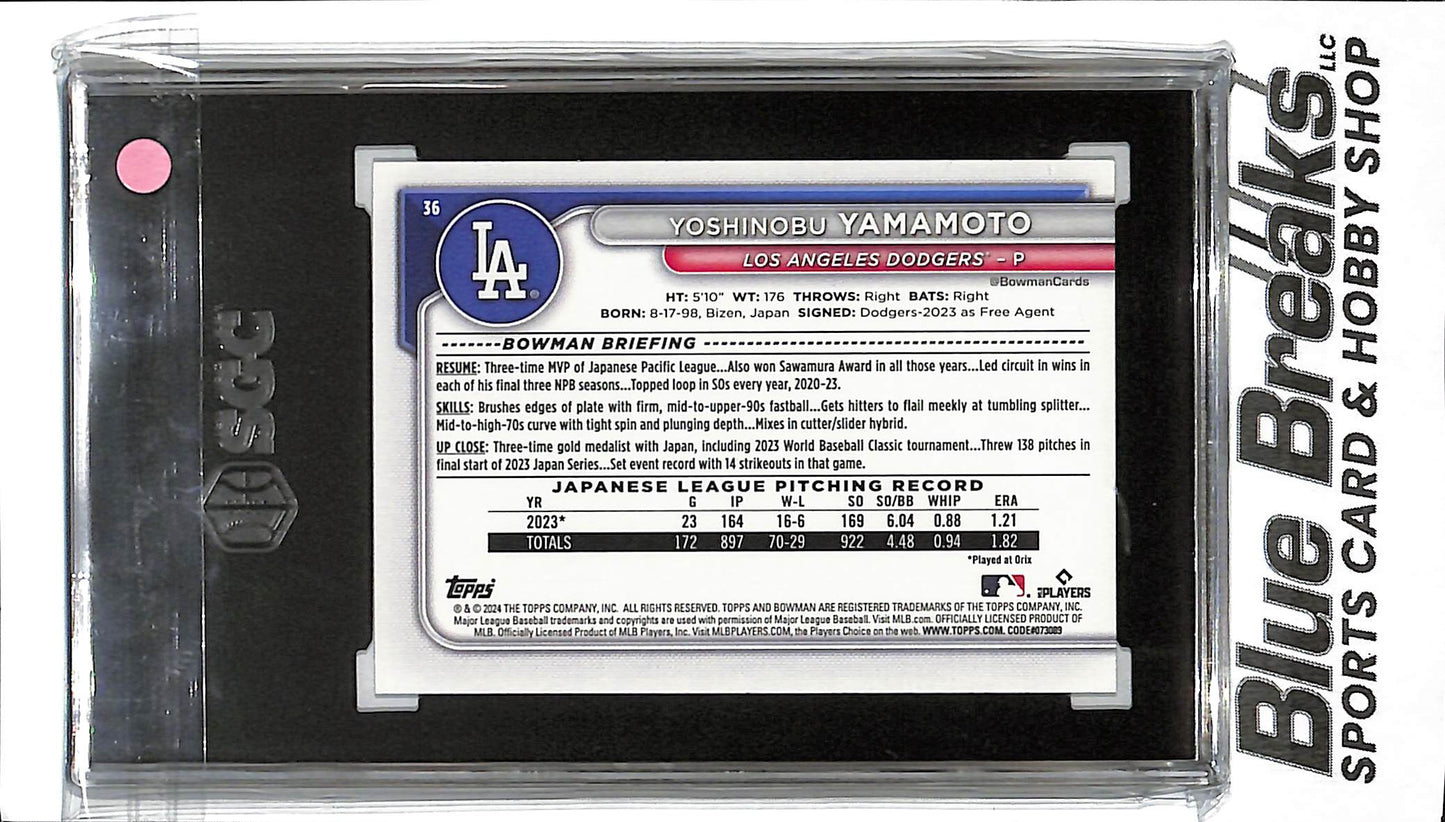 36
LA
YOSHINOBU YAMAMOTO
LOS ANGELES DODGERS® – P
@BowmanCards
HT: 5'10" WT: 176 THROWS: Right BATS: Right
BORN: 8-17-98, Bizen, Japan SIGNED: Dodgers-2023 as Free Agent
BOWMAN BRIEFING
RESUME: Three-time MVP of Japanese Pacific League...Also won Sawamura Award in all those years...Led circuit in wins in
each of his final three NPB seasons...Topped loop in SOs every year, 2020-23.
SKILLS: Brushes edges of plate with firm, mid-to-upper-90s fastball...Gets hitters to flail meekly at tumbling splitter...
Mid-to-high-70s curve with tight spin and plunging depth...Mixes in cutter/slider hybrid.
UP CLOSE: Three-time gold medalist with Japan, including 2023 World Baseball Classic tournament...Threw 138 pitches in
final start of 2023 Japan Series...Set event record with 14 strikeouts in that game.
JAPANESE LEAGUE PITCHING RECORD
YR G IP W-L SO SO/BB WHIP ERA
2023* 23 164 16-6 169 6.04 0.88 1.21
TOTALS 172 897 70-29 922 4.48 0.94 1.82
*Played at Orix
Topps
PLAYERS
® & © 2024 THE TOPPS COMPANY, INC. ALL RIGHTS RESERVED. TOPPS AND BOWMAN ARE REGISTERED TRADEMARKS OF THE TOPPS COMPANY, INC.
Major League Baseball trademarks and copyrights are used with permission of Major League Baseball. Visit MLB.com. OFFICIALLY LICENSED PRODUCT OF
MLB. Officially Licensed Product of MLB Players, Inc. Visit MLBPLAYERS.COM, the Players Choice on the web. WWW.TOPPS.COM. CODE#073089
SGC
Blue Breaks LLC
SPORTS CARD & HOBBY SHOP